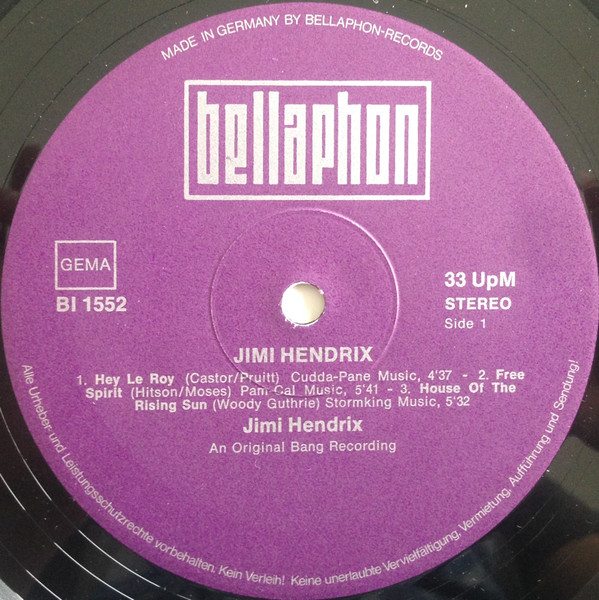 MADE IN GERMANY BY BELLAPHON-RECORDS
bellaphon
GEMA
BI 1552
33 UpM
STEREO
Side 1
JIMI HENDRIX
1. Hey Le Roy (Castor/Pruitt) Cudda-Pane Music, 4'37 - 2. Free
Spirit (Hitson/Moses) Pam-Cal Music, 5'41 - 3. House Of The
Rising Sun (Woody Guthrie) Stormking Music, 5'32
Jimi Hendrix
An Original Bang Recording
Alle Urheber- und Leistungsschutzrechte vorbehalten. Kein Verleih! Keine unerlaubte Vervielfältigung, Vermietung, Aufführung und Sendung!